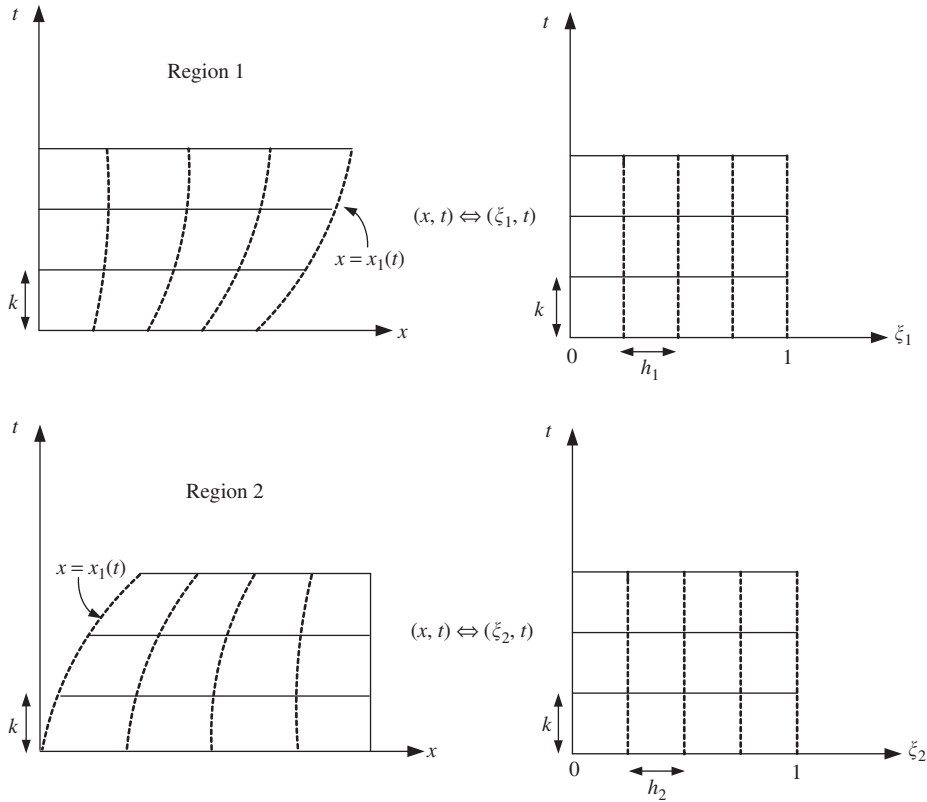 t
Region 1
x = x₁(t)
k
x
(x, t) ⇔ (ξ₁, t)
t
k
0
h₁
1
ξ₁
t
Region 2
x = x₁(t)
k
x
(x, t) ⇔ (ξ₂, t)
t
k
0
h₂
1
ξ₂